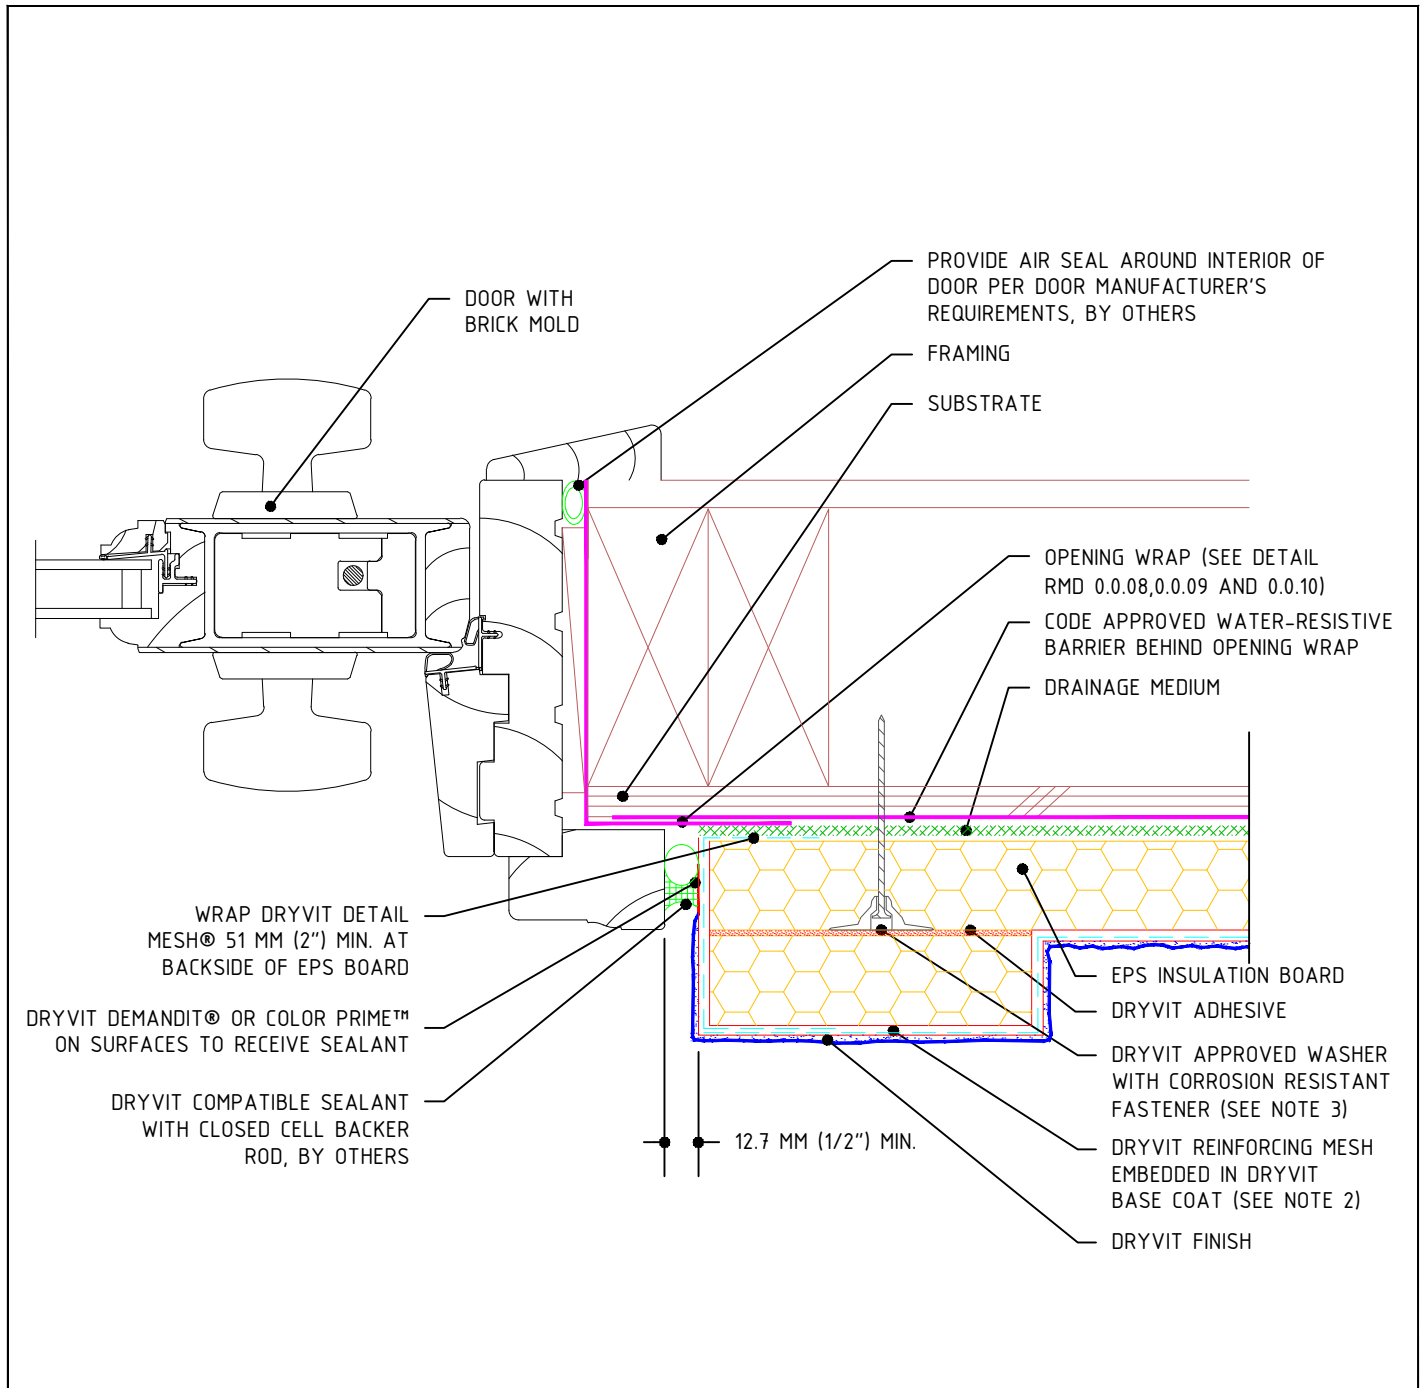 PROVIDE AIR SEAL AROUND INTERIOR OF
DOOR PER DOOR MANUFACTURER'S
REQUIREMENTS, BY OTHERS
DOOR WITH
BRICK MOLD
FRAMING
SUBSTRATE
OPENING WRAP (SEE DETAIL
RMD 0.0.08,0.0.09 AND 0.0.10)
CODE APPROVED WATER-RESISTIVE
BARRIER BEHIND OPENING WRAP
DRAINAGE MEDIUM
WRAP DRYVIT DETAIL
MESH® 51 MM (2") MIN. AT
BACKSIDE OF EPS BOARD
DRYVIT DEMANDIT® OR COLOR PRIME™
ON SURFACES TO RECEIVE SEALANT
DRYVIT COMPATIBLE SEALANT
WITH CLOSED CELL BACKER
ROD, BY OTHERS
12.7 MM (1/2") MIN.
EPS INSULATION BOARD
DRYVIT ADHESIVE
DRYVIT APPROVED WASHER
WITH CORROSION RESISTANT
FASTENER (SEE NOTE 3)
DRYVIT REINFORCING MESH
EMBEDDED IN DRYVIT
BASE COAT (SEE NOTE 2)
DRYVIT FINISH